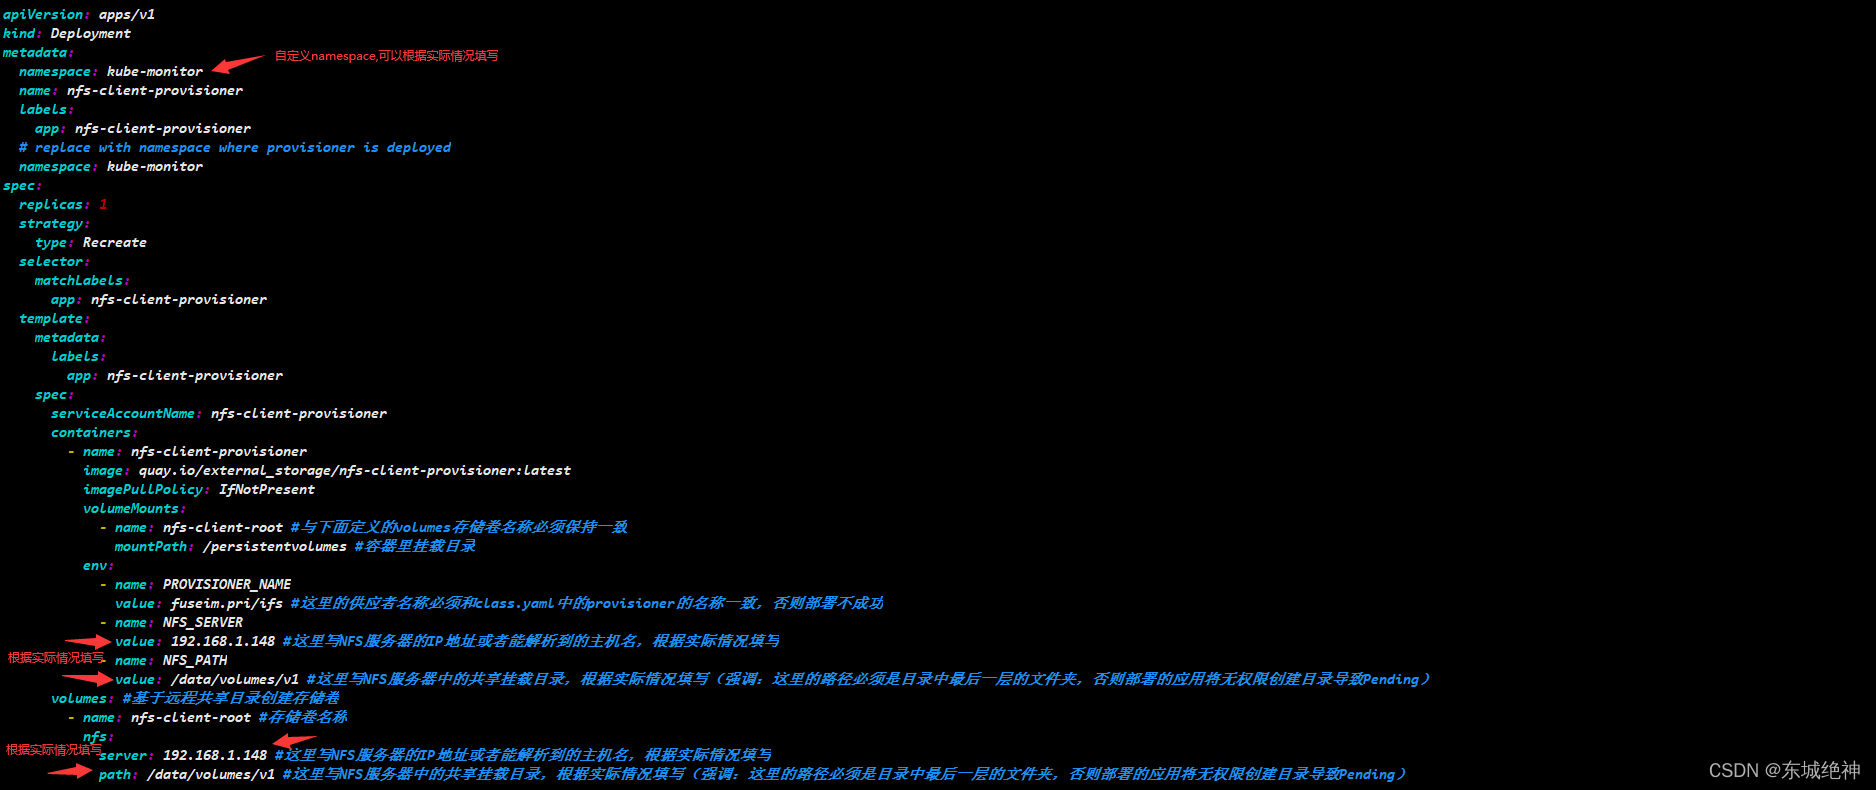 apiVersion: apps/v1
kind: Deployment
metadata:
自定义namespace,可以根据实际情况填写
  namespace: kube-monitor
  name: nfs-client-provisioner
  labels:
    app: nfs-client-provisioner
  # replace with namespace where provisioner is deployed
  namespace: kube-monitor
spec:
  replicas: 1
  strategy:
    type: Recreate
  selector:
    matchLabels:
      app: nfs-client-provisioner
  template:
    metadata:
      labels:
        app: nfs-client-provisioner
    spec:
      serviceAccountName: nfs-client-provisioner
      containers:
        - name: nfs-client-provisioner
          image: quay.io/external_storage/nfs-client-provisioner:latest
          imagePullPolicy: IfNotPresent
          volumeMounts:
            - name: nfs-client-root #与下面定义的volumes存储卷名称必须保持一致
              mountPath: /persistentvolumes #容器里挂载目录
          env:
            - name: PROVISIONER_NAME
              value: fuseim.pri/ifs #这里的供应者名称必须和class.yaml中的provisioner的名称一致，否则部署不成功
            - name: NFS_SERVER
              value: 192.168.1.148 #这里写NFS服务器的IP地址或者能解析到的主机名，根据实际情况填写
根据实际情况填写
            - name: NFS_PATH
              value: /data/volumes/v1 #这里写NFS服务器中的共享挂载目录，根据实际情况填写（强调：这里的路径必须是目录中最后一层的文件夹，否则部署的应用将无权限创建目录导致Pending）
      volumes: #基于远程共享目录创建存储卷
        - name: nfs-client-root #存储卷名称
          nfs:
根据实际情况填写
            server: 192.168.1.148 #这里写NFS服务器的IP地址或者能解析到的主机名，根据实际情况填写
            path: /data/volumes/v1 #这里写NFS服务器中的共享挂载目录，根据实际情况填写（强调：这里的路径必须是目录中最后一层的文件夹，否则部署的应用将无权限创建目录导致Pending）
CSDN @东城绝神